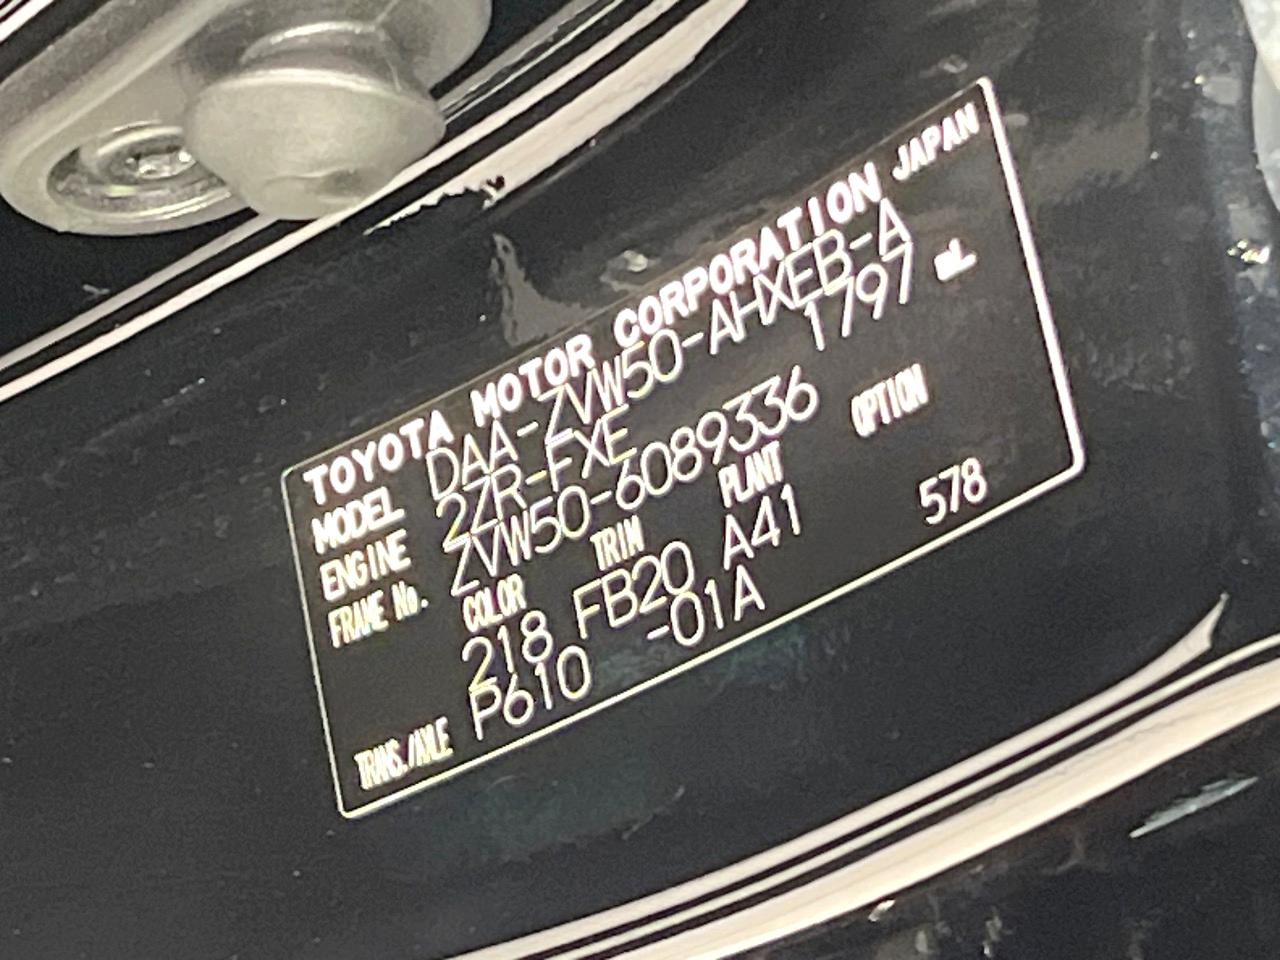 TOYOTA MOTOR CORPORATION JAPAN
MODEL DAA-ZVW50-AHXEB-A
ENGINE 2ZR-FXE 1797 mL
FRAME No. ZVW50-6089336
COLOR TRIM PLANT OPTION
218 FB20 A41 578
TRANS./AXLE P610 -01A